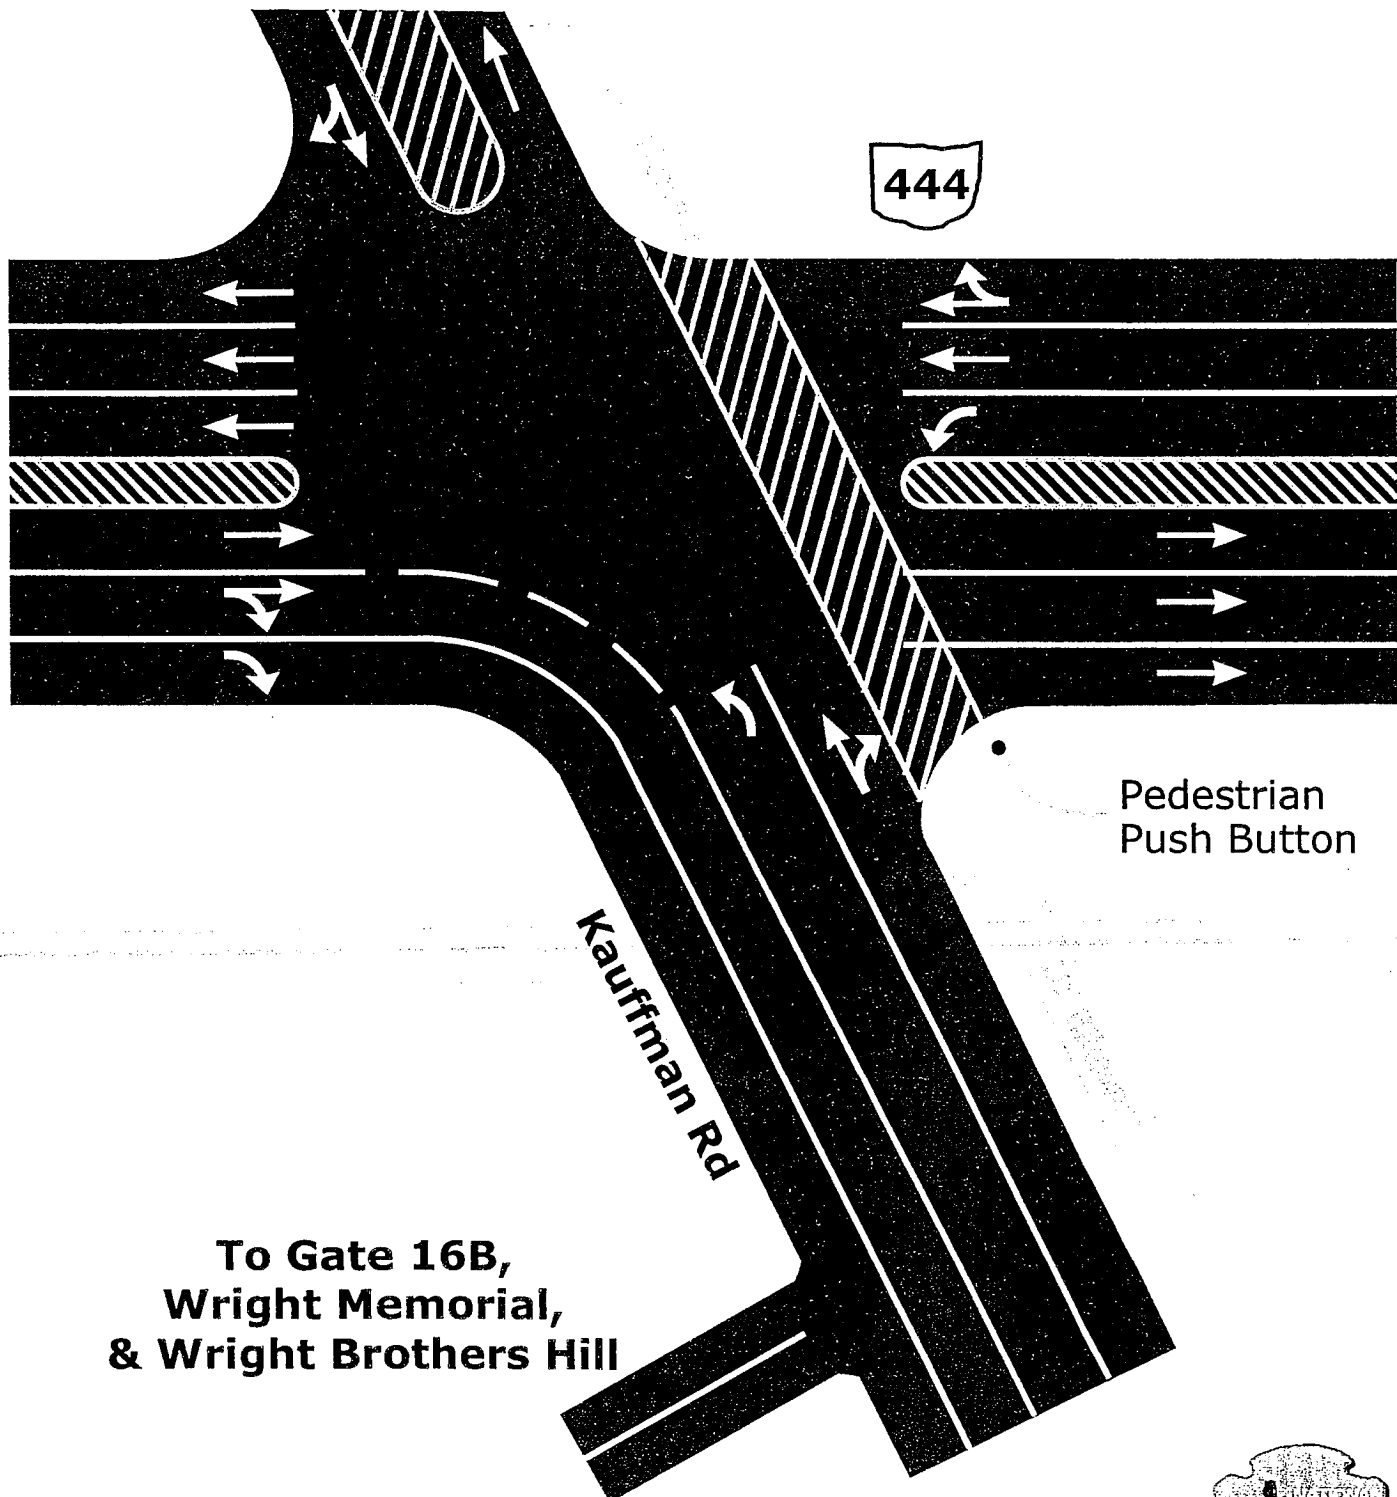 444
Pedestrian
Push Button
Kauffman Rd
To Gate 16B,
Wright Memorial,
& Wright Brothers Hill